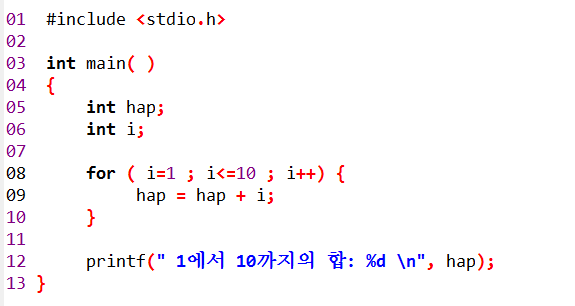 01 #include <stdio.h>
02
03 int main( )
04 {
05 int hap;
06 int i;
07
08 for ( i=1 ; i<=10 ; i++) {
09 hap = hap + i;
10 }
11
12 printf(" 1에서 10까지의 합: %d \n", hap);
13 }